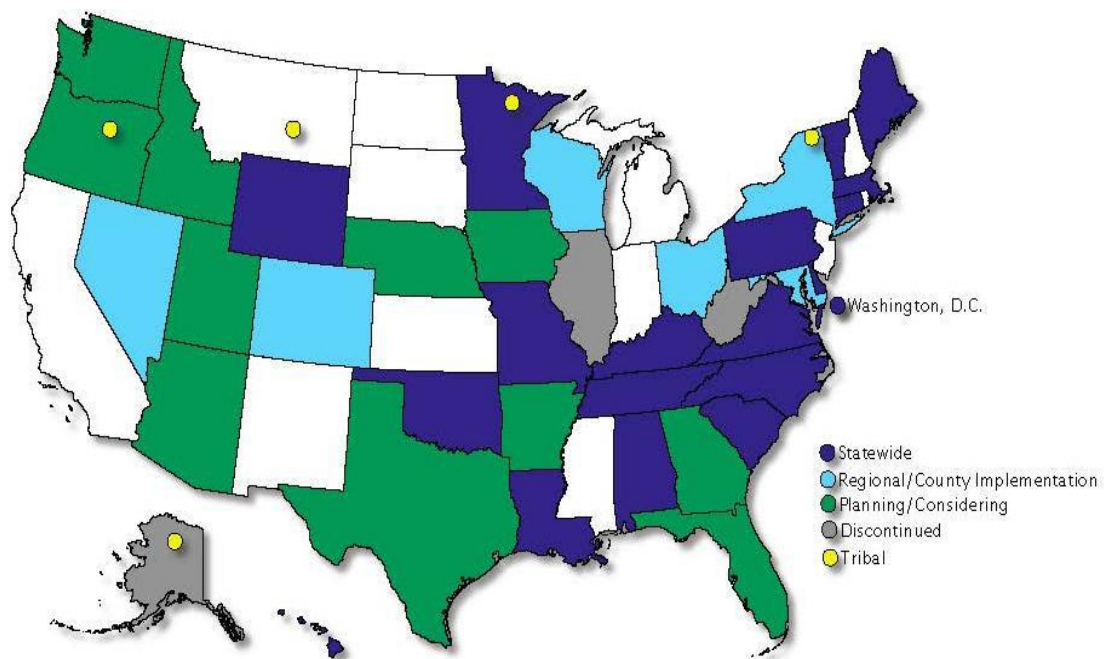 Washington, D.C.
Statewide
Regional/County Implementation
Planning/Considering
Discontinued
Tribal